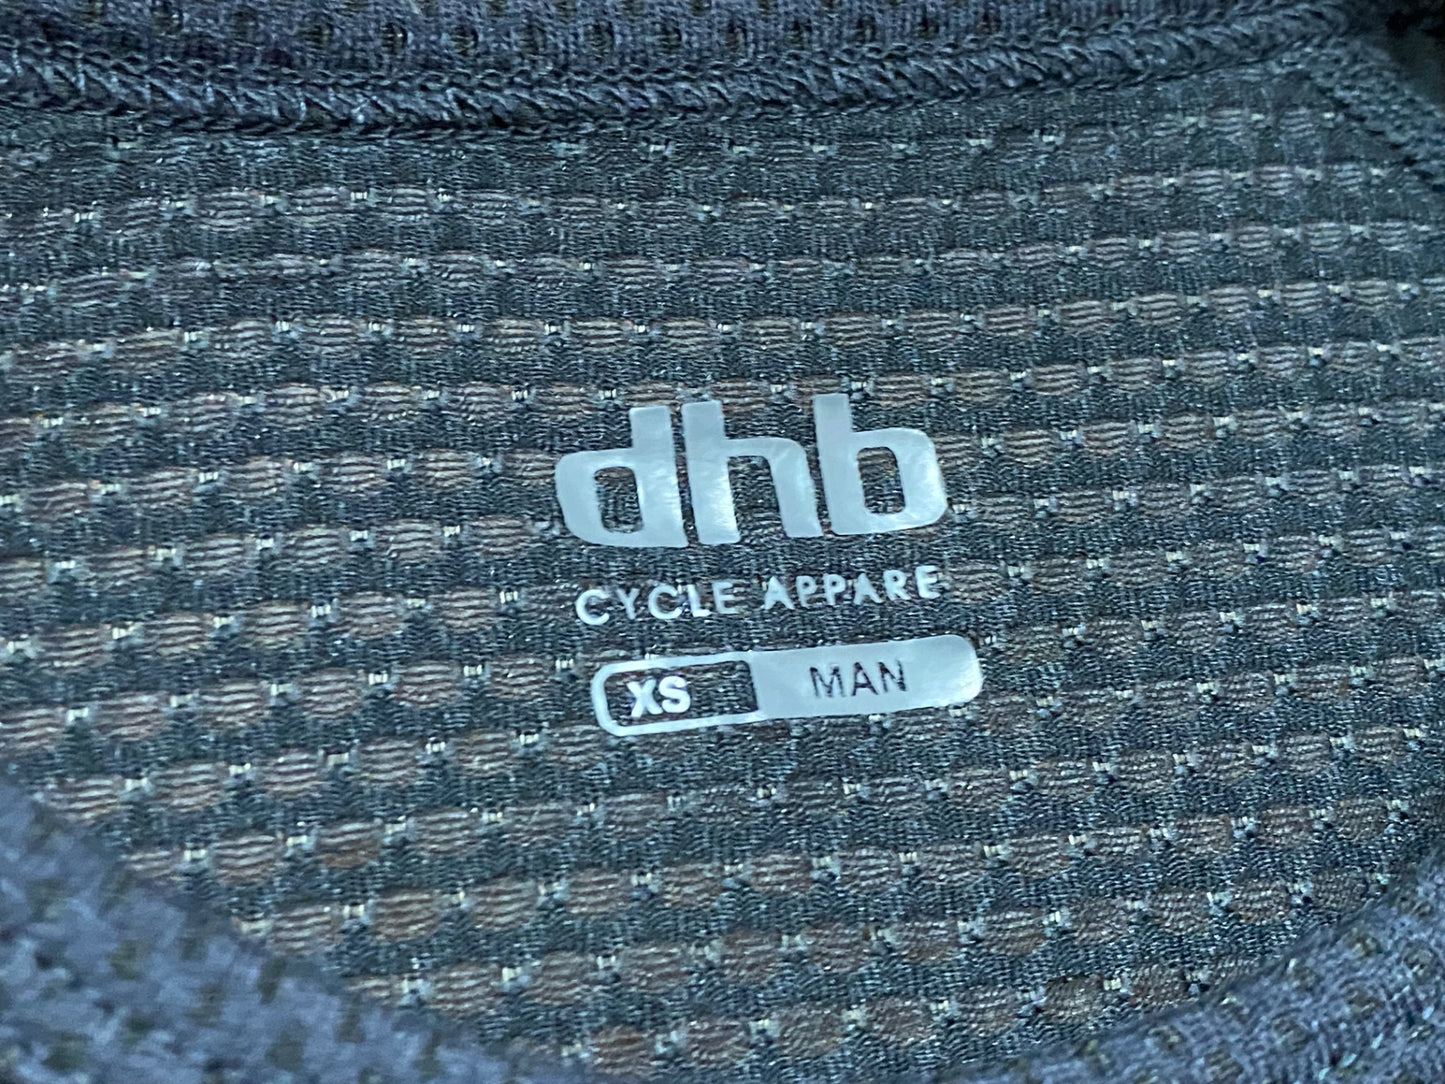 dhb
CYCLE APPARE
XS MAN